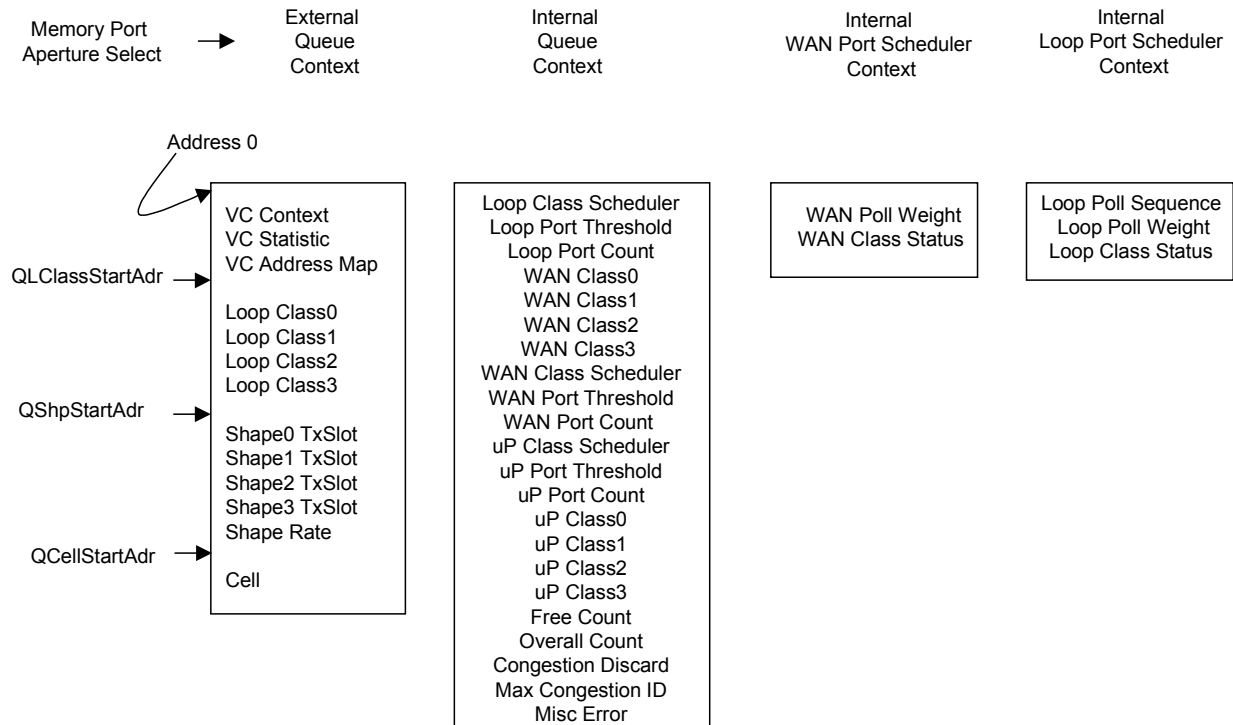 Memory Port
Aperture Select
External
Queue
Context
Internal
Queue
Context
Internal
WAN Port Scheduler
Context
Internal
Loop Port Scheduler
Context
Address 0
QLClassStartAdr
QShpStartAdr
QCellStartAdr
VC Context
VC Statistic
VC Address Map
Loop Class0
Loop Class1
Loop Class2
Loop Class3
Shape0 TxSlot
Shape1 TxSlot
Shape2 TxSlot
Shape3 TxSlot
Shape Rate
Cell
Loop Class Scheduler
Loop Port Threshold
Loop Port Count
WAN Class0
WAN Class1
WAN Class2
WAN Class3
WAN Class Scheduler
WAN Port Threshold
WAN Port Count
uP Class Scheduler
uP Port Threshold
uP Port Count
uP Class0
uP Class1
uP Class2
uP Class3
Free Count
Overall Count
Congestion Discard
Max Congestion ID
Misc Error
WAN Poll Weight
WAN Class Status
Loop Poll Sequence
Loop Poll Weight
Loop Class Status